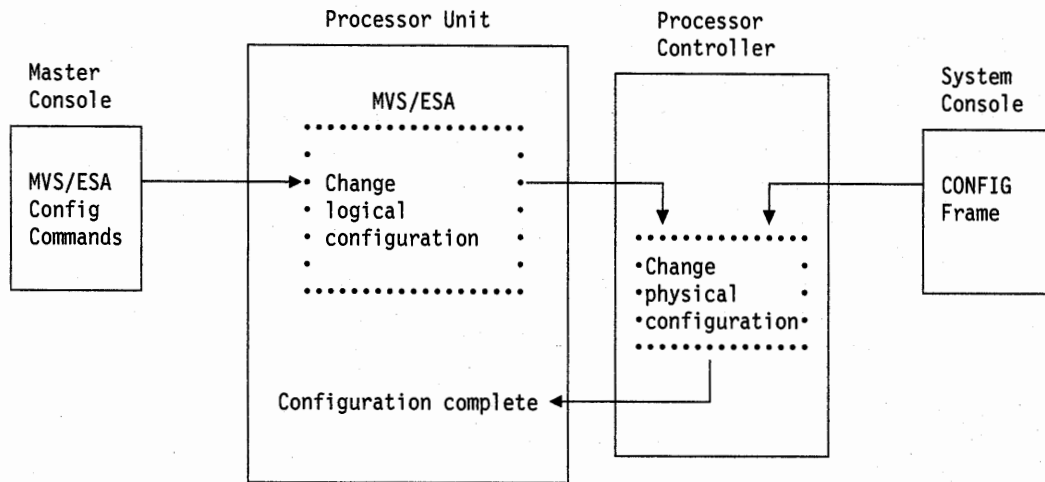 Processor Unit
Processor
Controller
Master
Console
System
Console
MVS/ESA
MVS/ESA
Config
Commands
Change
logical
configuration
CONFIG
Frame
Change
physical
configuration
Configuration complete